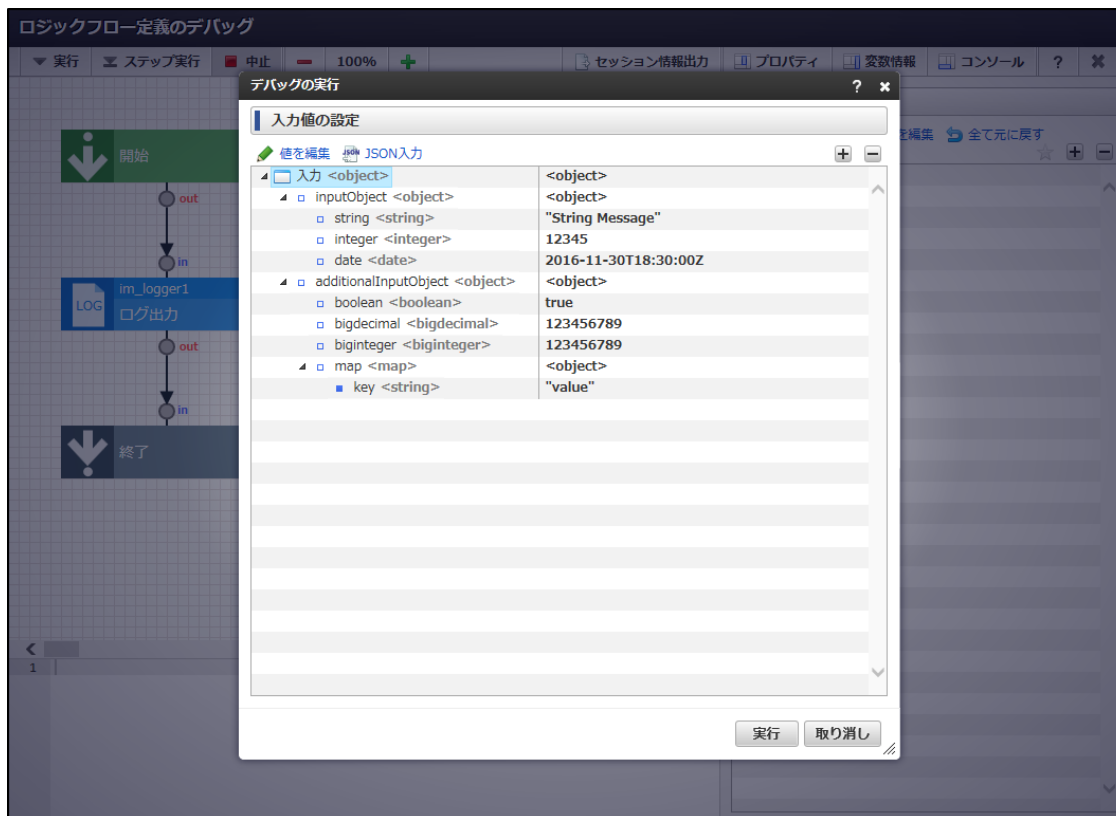 ロジックフロー定義のデバッグ
実行 ステップ実行 中止 100% セッション情報出力 プロパティ 変数情報 コンソール ?
デバッグの実行 ?
入力値の設定
値を編集 JSON JSON入力
を編集 全て元に戻す
開始
out
in
im_logger1
LOG ログ出力
out
in
終了
入力 <object> <object>
inputObject <object> <object>
string <string> "String Message"
integer <integer> 12345
date <date> 2016-11-30T18:30:00Z
additionalInputObject <object> <object>
boolean <boolean> true
bigdecimal <bigdecimal> 123456789
biginteger <biginteger> 123456789
map <map> <object>
key <string> "value"
1
実行 取り消し